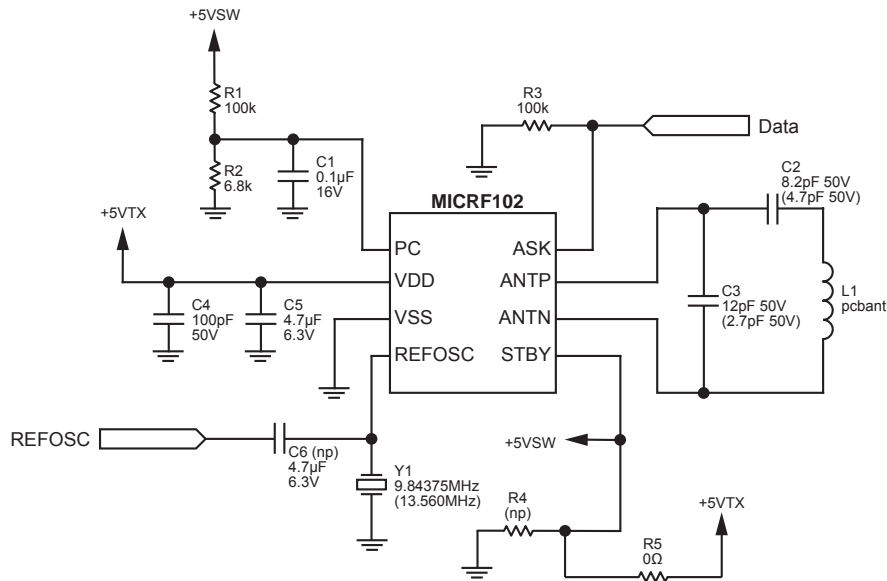 +5VSW
R1
100k
R2
6.8k
C1
0.1µF
16V
R3
100k
Data
C2
8.2pF 50V
(4.7pF 50V)
MICRF102
+5VTX
PC
ASK
VDD
ANTP
VSS
ANTN
REFOSC
STBY
C4
100pF
50V
C5
4.7µF
6.3V
C3
12pF 50V
(2.7pF 50V)
L1
pcbant
REFOSC
C6 (np)
4.7µF
6.3V
Y1
9.84375MHz
(13.560MHz)
+5VSW
R4
(np)
+5VTX
R5
0Ω